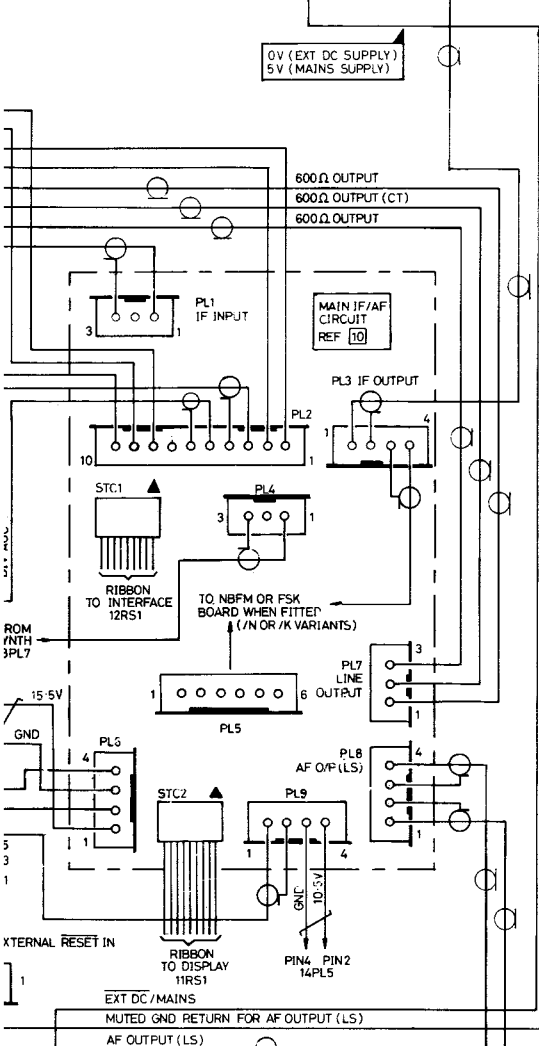 0V (EXT DC SUPPLY)
5V (MAINS SUPPLY)
600Ω OUTPUT
600Ω OUTPUT (CT)
600Ω OUTPUT
PL1
IF INPUT
3
1
MAIN IF/AF
CIRCUIT
REF 10
PL3 IF OUTPUT
1
4
PL2
10
1
STC1
PL4
3
1
RIBBON
TO INTERFACE
12RS1
TO NBFM OR FSK
BOARD WHEN FITTED
(/N OR /K VARIANTS)
ROM
YNTH
3PL7
1
6
PL5
PL7
LINE
OUTPUT
3
1
15·5V
GND
PL6
4
1
PL8
AF O/P (LS)
4
1
STC2
PL9
1
4
GND
10·5V
5
3
1
XTERNAL RESET IN
1
RIBBON
TO DISPLAY
11RS1
PIN4 PIN2
14PL5
EXT DC/MAINS
MUTED GND RETURN FOR AF OUTPUT (LS)
AF OUTPUT (LS)